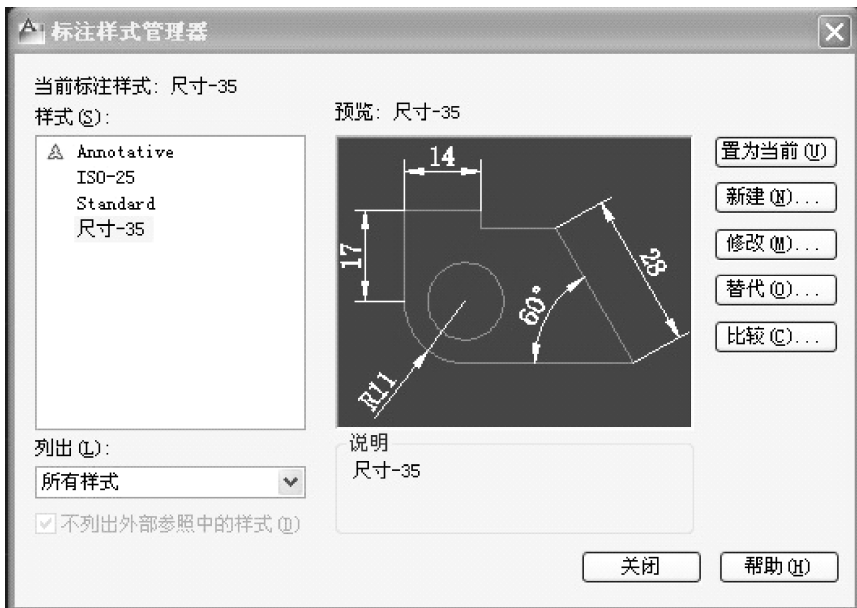 标注样式管理器
当前标注样式: 尺寸-35
样式(S):
Annotative
ISO-25
Standard
尺寸-35
预览: 尺寸-35
14
17
28
60°
R11
置为当前(U)
新建(N)...
修改(M)...
替代(O)...
比较(C)...
列出(L):
所有样式
不列出外部参照中的样式(D)
说明
尺寸-35
关闭
帮助(H)